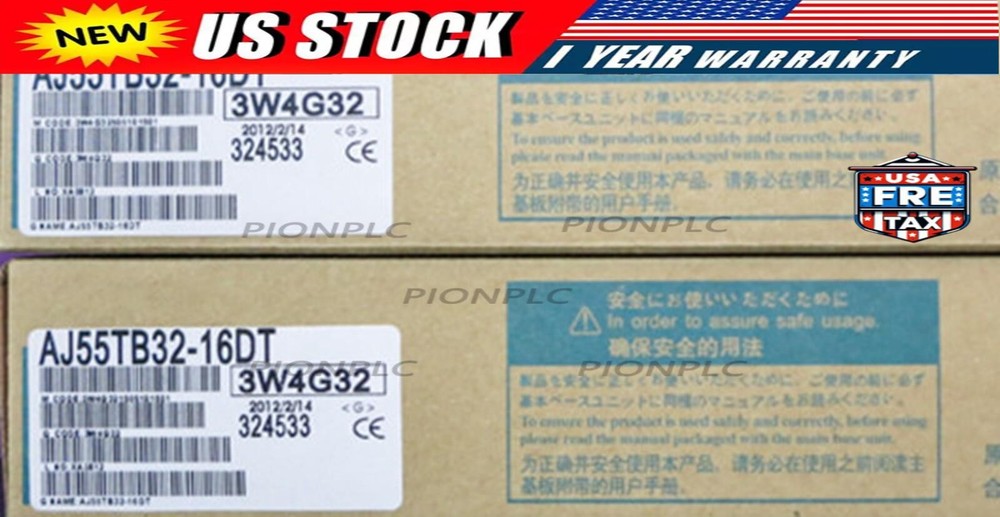 NEW
US STOCK
1 YEAR WARRANTY
AJ55TB32-16DT
3W4G32
2012/2/14
<G>
324533
CE
G NAME AJ55TB32-16DT
製品を安全に正しくお使いいただくために、ご使用の前に必ず
基本ベースユニットに同梱のマニュアルをお読みください。
To ensure the product is used safely and correctly, before using
please read the manual packaged with the main base unit.
为正确并安全使用本产品，请务必在使用之
基板附带的用户手册。
原
合
USA
FRE
TAX
PIONPLC
PIONPLC
PIONPLC
AJ55TB32-16DT
3W4G32
2012/2/14
<G>
324533
CE
G NAME AJ55TB32-16DT
安全にお使いいただくために
In order to assure safe usage.
确保安全的用法
製品を安全に正しくお使いいただくために、ご使用の前に必ず
基本ベースユニットに同梱のマニュアルをお読みください。
To ensure the product is used safely and correctly, before using
please read the manual packaged with the main base unit.
为正确并安全使用本产品，请务必在使用之前阅读主
基板附带的用户手册。
原
合
PIONPLC
PIONPLC